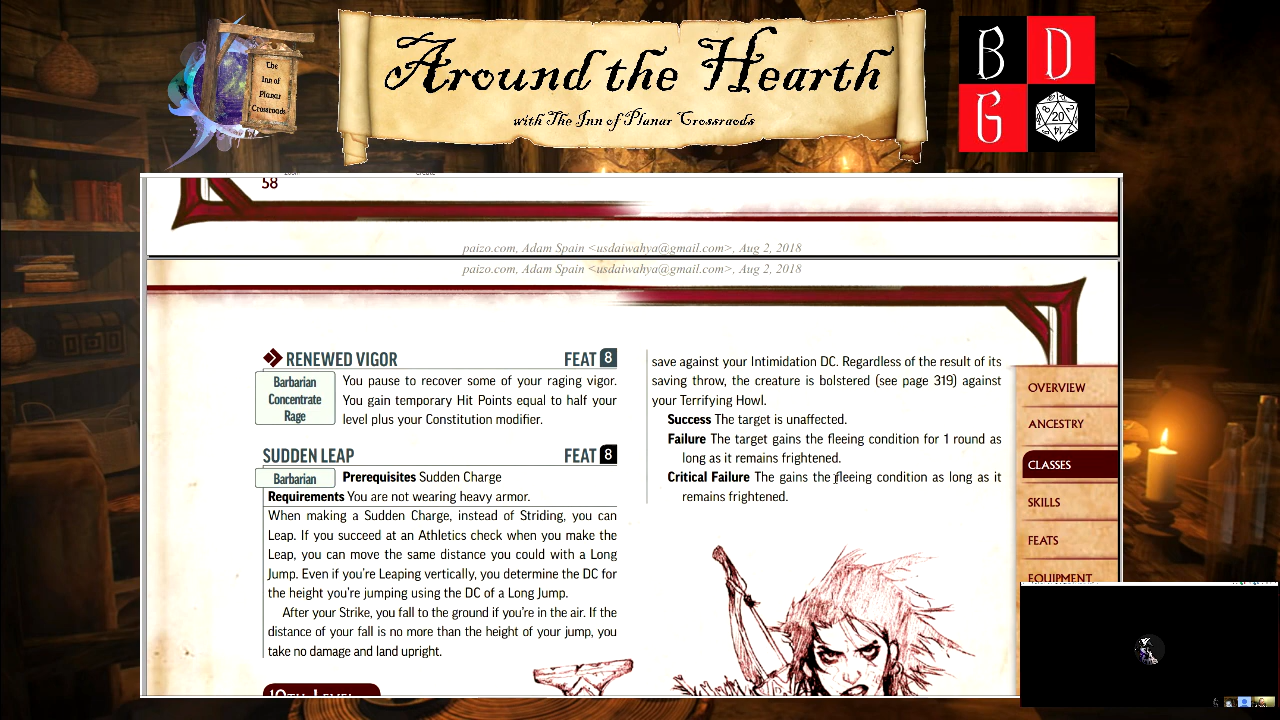 The
Inn of
Planar
Crossroads
Around the Hearth
with The Inn of Planar Crossraods
B D
G 20
58
paizo.com, Adam Spain <usdaiwahya@gmail.com>, Aug 2, 2018
paizo.com, Adam Spain <usdaiwahya@gmail.com>, Aug 2, 2018
RENEWED VIGOR FEAT 8
Barbarian
Concentrate
Rage
You pause to recover some of your raging vigor.
You gain temporary Hit Points equal to half your
level plus your Constitution modifier.
SUDDEN LEAP FEAT 8
Barbarian
Prerequisites Sudden Charge
Requirements You are not wearing heavy armor.
When making a Sudden Charge, instead of Striding, you can
Leap. If you succeed at an Athletics check when you make the
Leap, you can move the same distance you could with a Long
Jump. Even if you're Leaping vertically, you determine the DC for
the height you're jumping using the DC of a Long Jump.
After your Strike, you fall to the ground if you're in the air. If the
distance of your fall is no more than the height of your jump, you
take no damage and land upright.
10TH LEVEL
save against your Intimidation DC. Regardless of the result of its
saving throw, the creature is bolstered (see page 319) against
your Terrifying Howl.
Success The target is unaffected.
Failure The target gains the fleeing condition for 1 round as
long as it remains frightened.
Critical Failure The gains the fleeing condition as long as it
remains frightened.
OVERVIEW
ANCESTRY
CLASSES
SKILLS
FEATS
EQUIPMENT